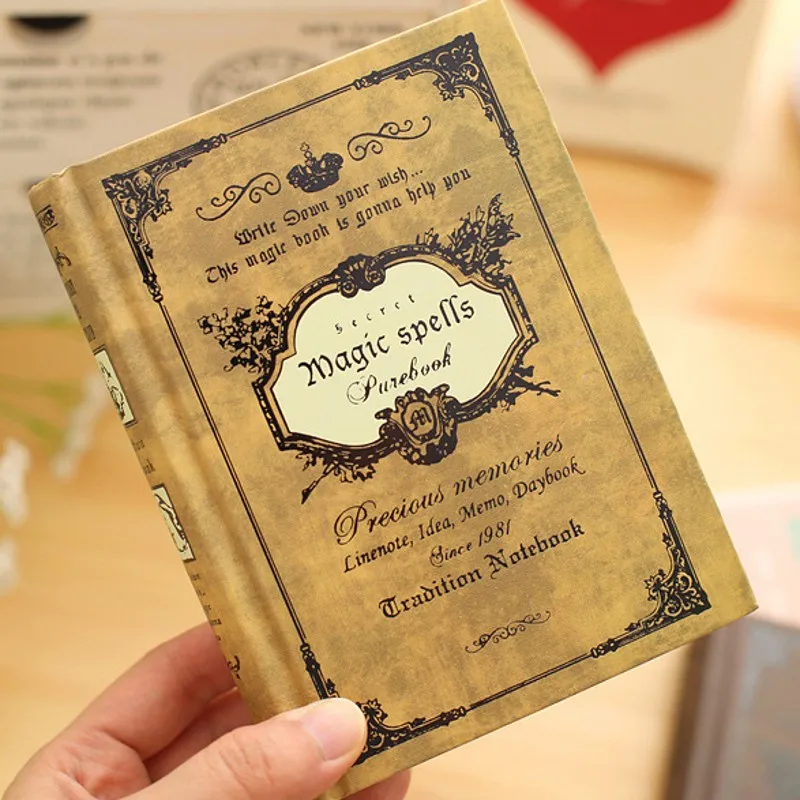 Write Down your wish...
This magic book is gonna help you
Secret
Magic spells
Purebook
M
Precious memories
Linenote, Idea, Memo, Daybook
Since 1981
Tradition Notebook